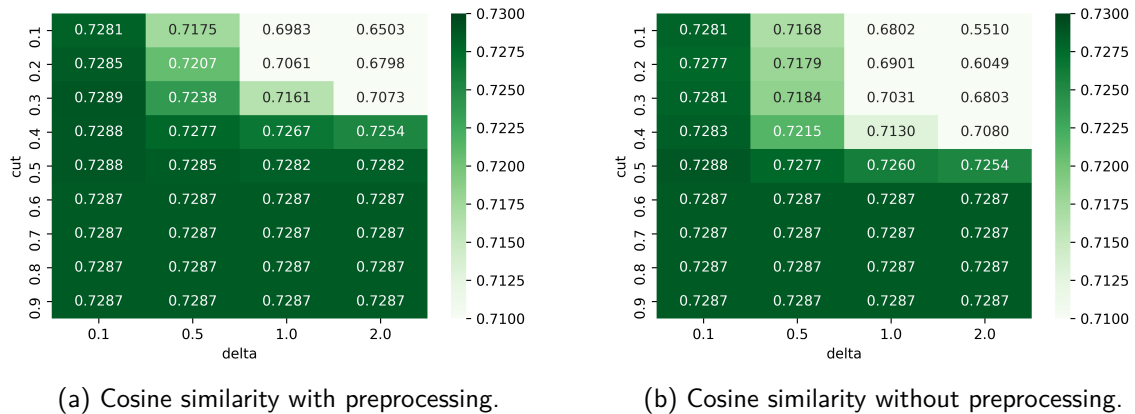 0.1 0.7281 0.7175 0.6983 0.6503
0.2 0.7285 0.7207 0.7061 0.6798
0.3 0.7289 0.7238 0.7161 0.7073
0.4 0.7288 0.7277 0.7267 0.7254
0.5 0.7288 0.7285 0.7282 0.7282
0.6 0.7287 0.7287 0.7287 0.7287
0.7 0.7287 0.7287 0.7287 0.7287
0.8 0.7287 0.7287 0.7287 0.7287
0.9 0.7287 0.7287 0.7287 0.7287
cut
0.1 0.5 1.0 2.0
delta
0.7300
0.7275
0.7250
0.7225
0.7200
0.7175
0.7150
0.7125
0.7100
(a) Cosine similarity with preprocessing.
0.1 0.7281 0.7168 0.6802 0.5510
0.2 0.7277 0.7179 0.6901 0.6049
0.3 0.7281 0.7184 0.7031 0.6803
0.4 0.7283 0.7215 0.7130 0.7080
0.5 0.7288 0.7277 0.7260 0.7254
0.6 0.7287 0.7287 0.7287 0.7287
0.7 0.7287 0.7287 0.7287 0.7287
0.8 0.7287 0.7287 0.7287 0.7287
0.9 0.7287 0.7287 0.7287 0.7287
cut
0.1 0.5 1.0 2.0
delta
0.7300
0.7275
0.7250
0.7225
0.7200
0.7175
0.7150
0.7125
0.7100
(b) Cosine similarity without preprocessing.